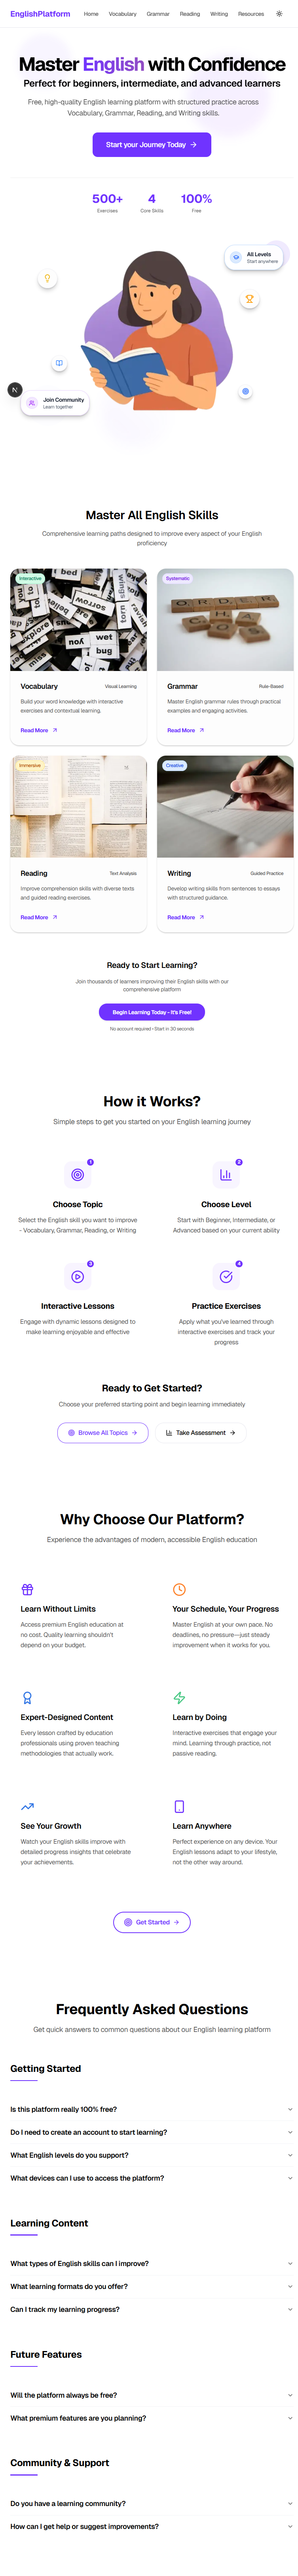 EnglishPlatform
Home Vocabulary Grammar Reading Writing Resources
Master English with Confidence
Perfect for beginners, intermediate, and advanced learners
Free, high-quality English learning platform with structured practice across
Vocabulary, Grammar, Reading, and Writing skills.
Start your Journey Today
500+ 4 100%
Exercises Core Skills Free
All Levels
Start anywhere
N
Join Community
Learn together
Master All English Skills
Comprehensive learning paths designed to improve every aspect of your English
proficiency
Interactive
bed
words
wet
you
explore
smile
no
bug
Systematic
Vocabulary Visual Learning
Build your word knowledge with interactive
exercises and contextual learning.
Read More
Grammar Rule-Based
Master English grammar rules through practical
examples and engaging activities.
Read More
Immersive
Creative
Reading Text Analysis
Improve comprehension skills with diverse texts
and guided reading exercises.
Read More
Writing Guided Practice
Develop writing skills from sentences to essays
with structured guidance.
Read More
Ready to Start Learning?
Join thousands of learners improving their English skills with our
comprehensive platform
Begin Learning Today - It's Free!
No account required • Start in 30 seconds
How it Works?
Simple steps to get you started on your English learning journey
1
Choose Topic
Select the English skill you want to improve
- Vocabulary, Grammar, Reading, or Writing
2
Choose Level
Start with Beginner, Intermediate, or
Advanced based on your current ability
3
Interactive Lessons
Engage with dynamic lessons designed to
make learning enjoyable and effective
4
Practice Exercises
Apply what you've learned through
interactive exercises and track your
progress
Ready to Get Started?
Choose your preferred starting point and begin learning immediately
Browse All Topics
Take Assessment
Why Choose Our Platform?
Experience the advantages of modern, accessible English education
Learn Without Limits
Access premium English education at
no cost. Quality learning shouldn't
depend on your budget.
Your Schedule, Your Progress
Master English at your own pace. No
deadlines, no pressure—just steady
improvement when it works for you.
Expert-Designed Content
Every lesson crafted by education
professionals using proven teaching
methodologies that actually work.
Learn by Doing
Interactive exercises that engage your
mind. Learning through practice, not
passive reading.
See Your Growth
Watch your English skills improve with
detailed progress insights that celebrate
your achievements.
Learn Anywhere
Perfect experience on any device. Your
English lessons adapt to your lifestyle,
not the other way around.
Get Started
Frequently Asked Questions
Get quick answers to common questions about our English learning platform
Getting Started
Is this platform really 100% free?
Do I need to create an account to start learning?
What English levels do you support?
What devices can I use to access the platform?
Learning Content
What types of English skills can I improve?
What learning formats do you offer?
Can I track my learning progress?
Future Features
Will the platform always be free?
What premium features are you planning?
Community & Support
Do you have a learning community?
How can I get help or suggest improvements?